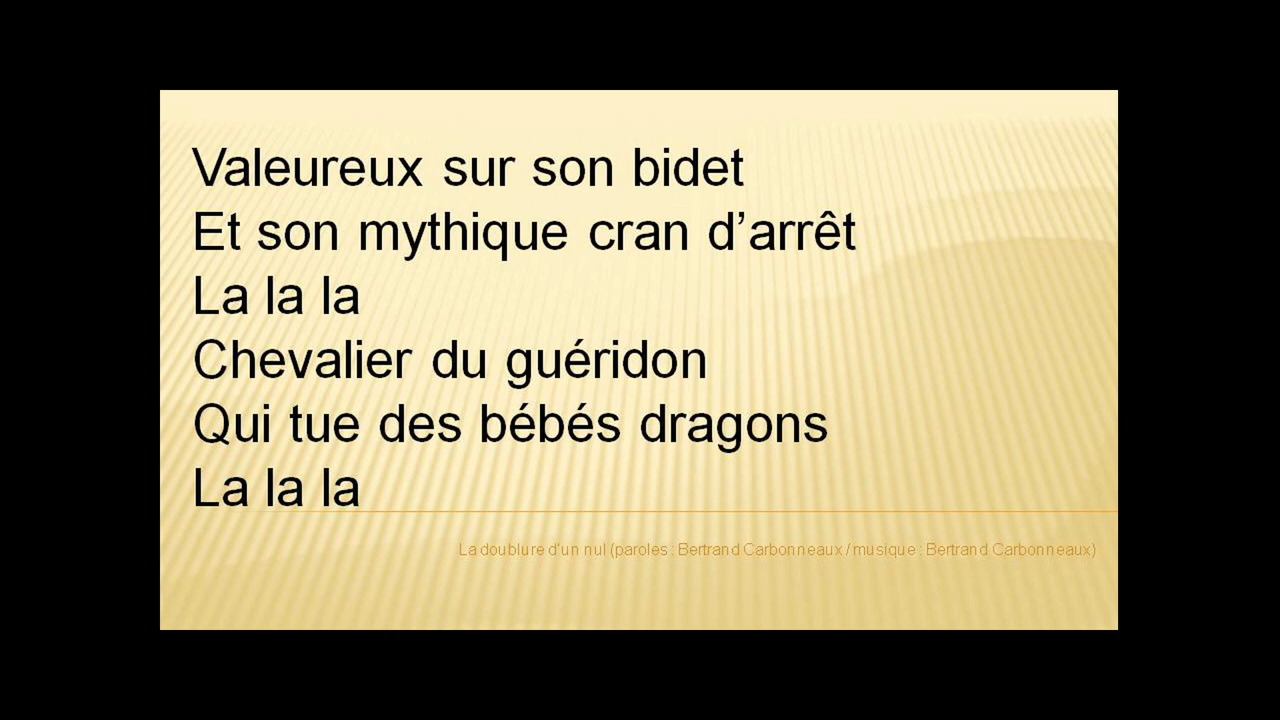 Valeureux sur son bidet
Et son mythique cran d’arrêt
La la la
Chevalier du guéridon
Qui tue des bébés dragons
La la la
La doublure d'un nul (paroles : Bertrand Carbonneaux / musique : Bertrand Carbonneaux)